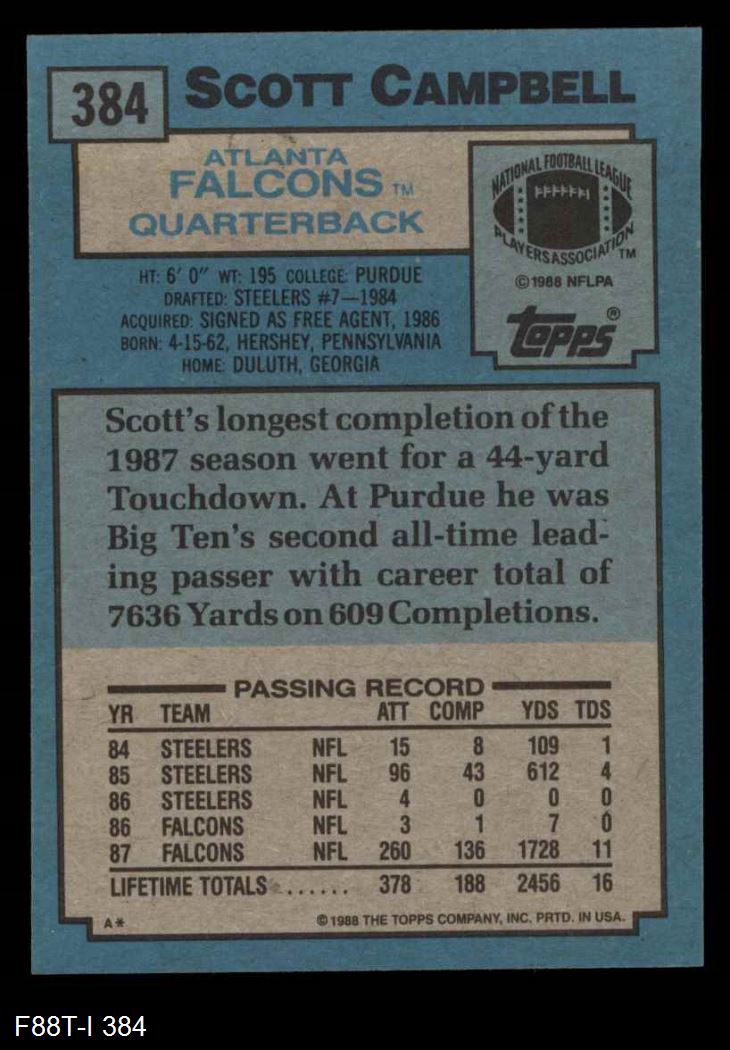 384 SCOTT CAMPBELL
ATLANTA
FALCONS TM
QUARTERBACK
NATIONAL FOOTBALL LEAGUE
PLAYERS ASSOCIATION TM
© 1988 NFLPA
topps®
HT: 6' 0" WT: 195 COLLEGE: PURDUE
DRAFTED: STEELERS #7—1984
ACQUIRED: SIGNED AS FREE AGENT, 1986
BORN: 4-15-62, HERSHEY, PENNSYLVANIA
HOME: DULUTH, GEORGIA
Scott's longest completion of the
1987 season went for a 44-yard
Touchdown. At Purdue he was
Big Ten's second all-time lead-
ing passer with career total of
7636 Yards on 609 Completions.
PASSING RECORD
YR TEAM ATT COMP YDS TDS
84 STEELERS NFL 15 8 109 1
85 STEELERS NFL 96 43 612 4
86 STEELERS NFL 4 0 0 0
86 FALCONS NFL 3 1 7 0
87 FALCONS NFL 260 136 1728 11
LIFETIME TOTALS ...... 378 188 2456 16
A* © 1988 THE TOPPS COMPANY, INC. PRTD. IN USA.
F88T-I 384